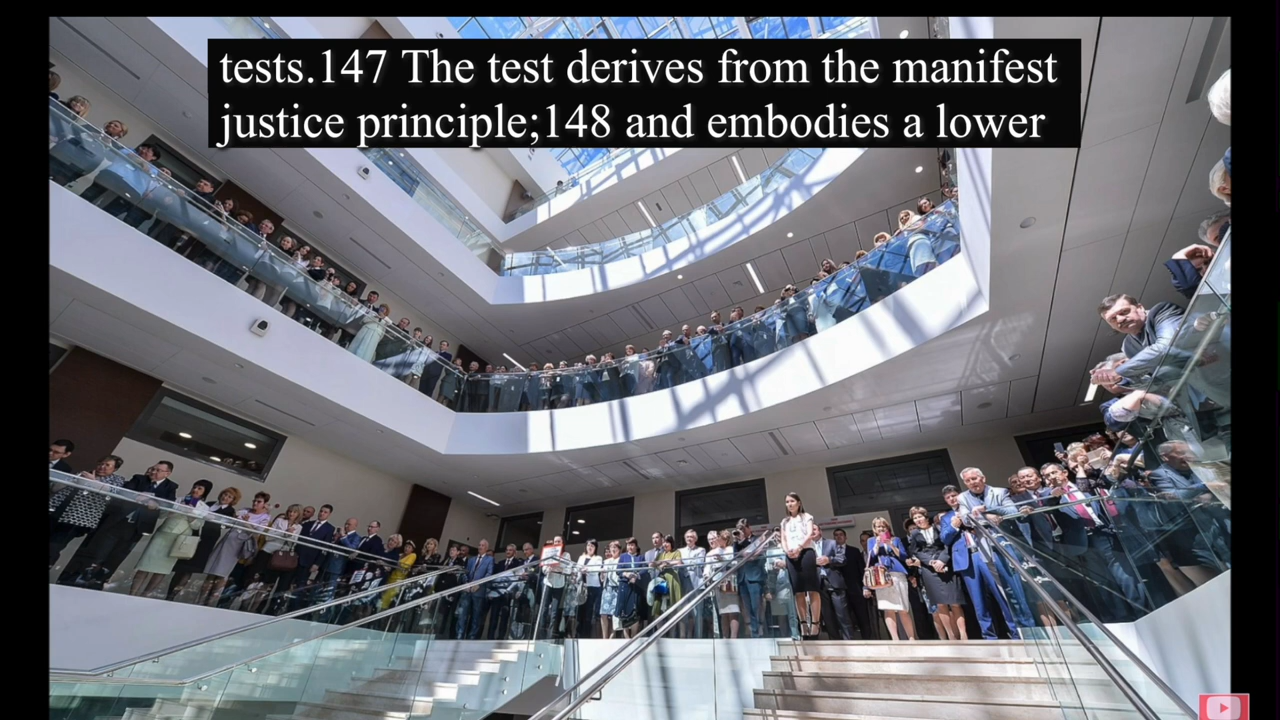 tests.147 The test derives from the manifest
justice principle;148 and embodies a lower